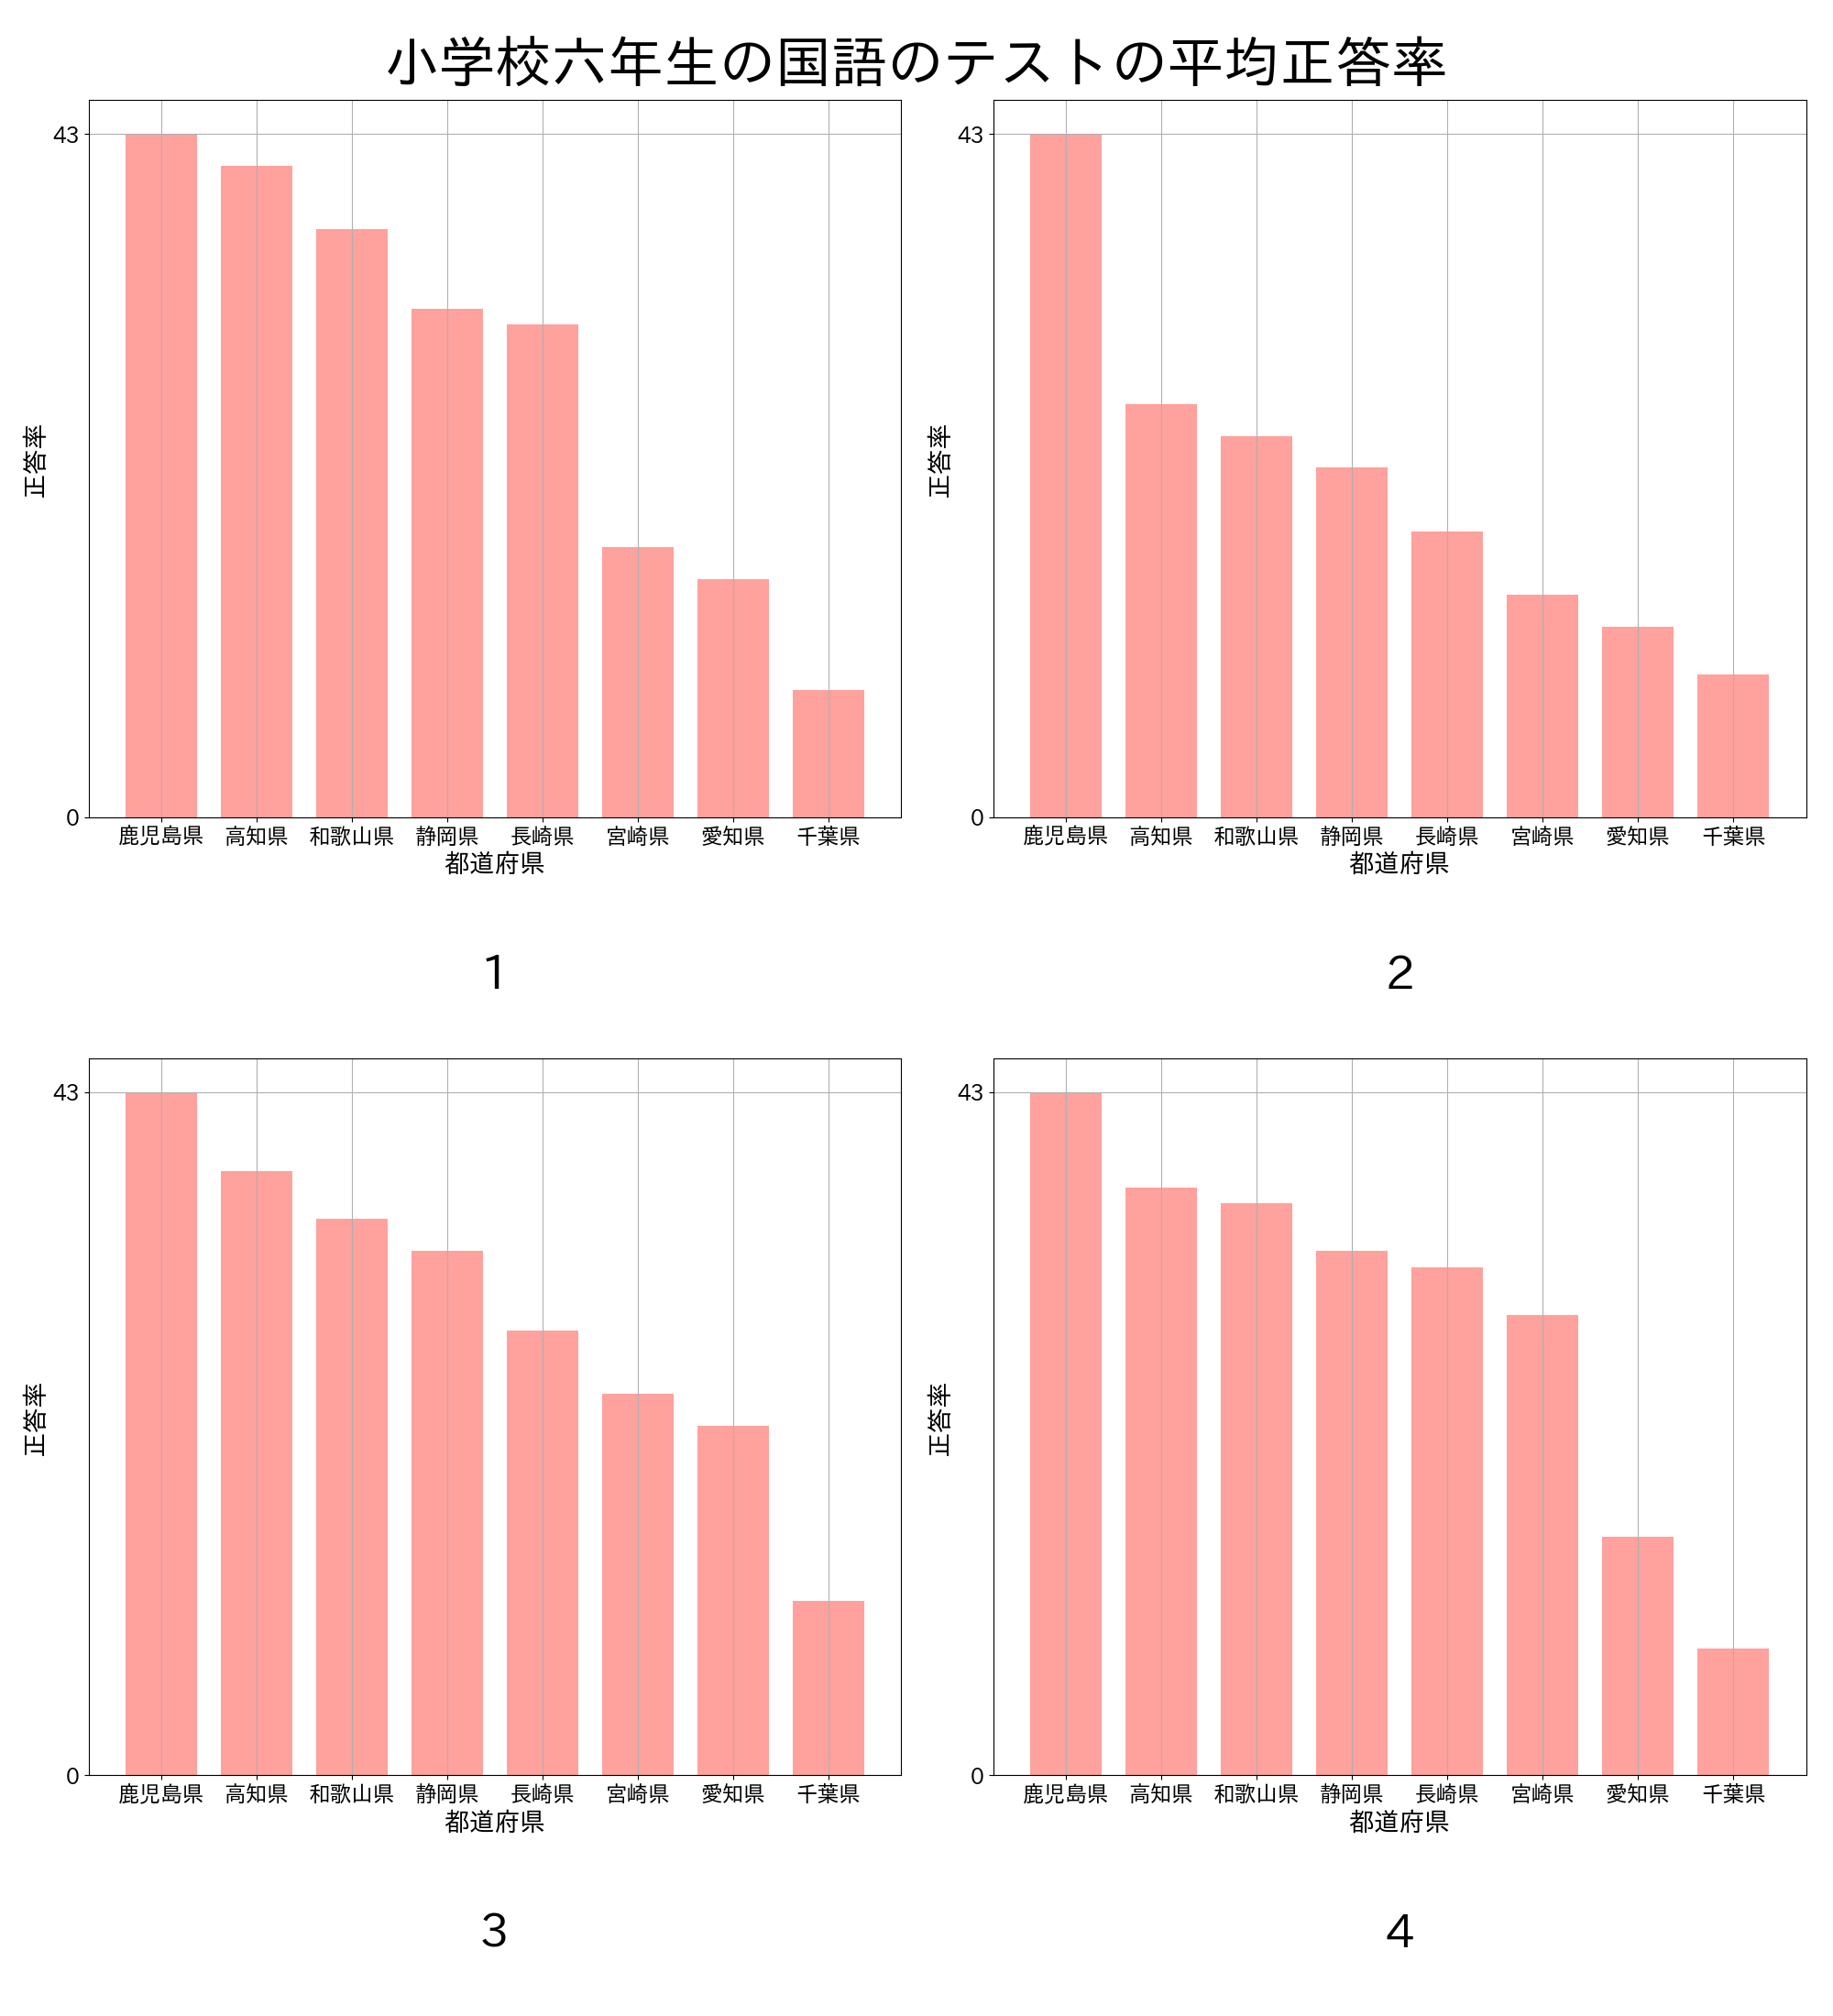 小学校六年生の国語のテストの平均正答率
43
0
正答率
鹿児島県 高知県 和歌山県 静岡県 長崎県 宮崎県 愛知県 千葉県
都道府県
1
43
0
正答率
鹿児島県 高知県 和歌山県 静岡県 長崎県 宮崎県 愛知県 千葉県
都道府県
2
43
0
正答率
鹿児島県 高知県 和歌山県 静岡県 長崎県 宮崎県 愛知県 千葉県
都道府県
3
43
0
正答率
鹿児島県 高知県 和歌山県 静岡県 長崎県 宮崎県 愛知県 千葉県
都道府県
4